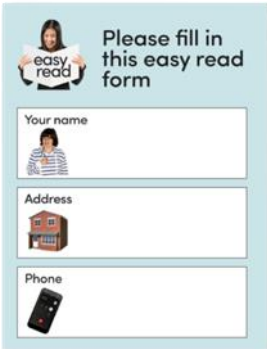 easy
read
Please fill in
this easy read
form
Your name
Address
Phone